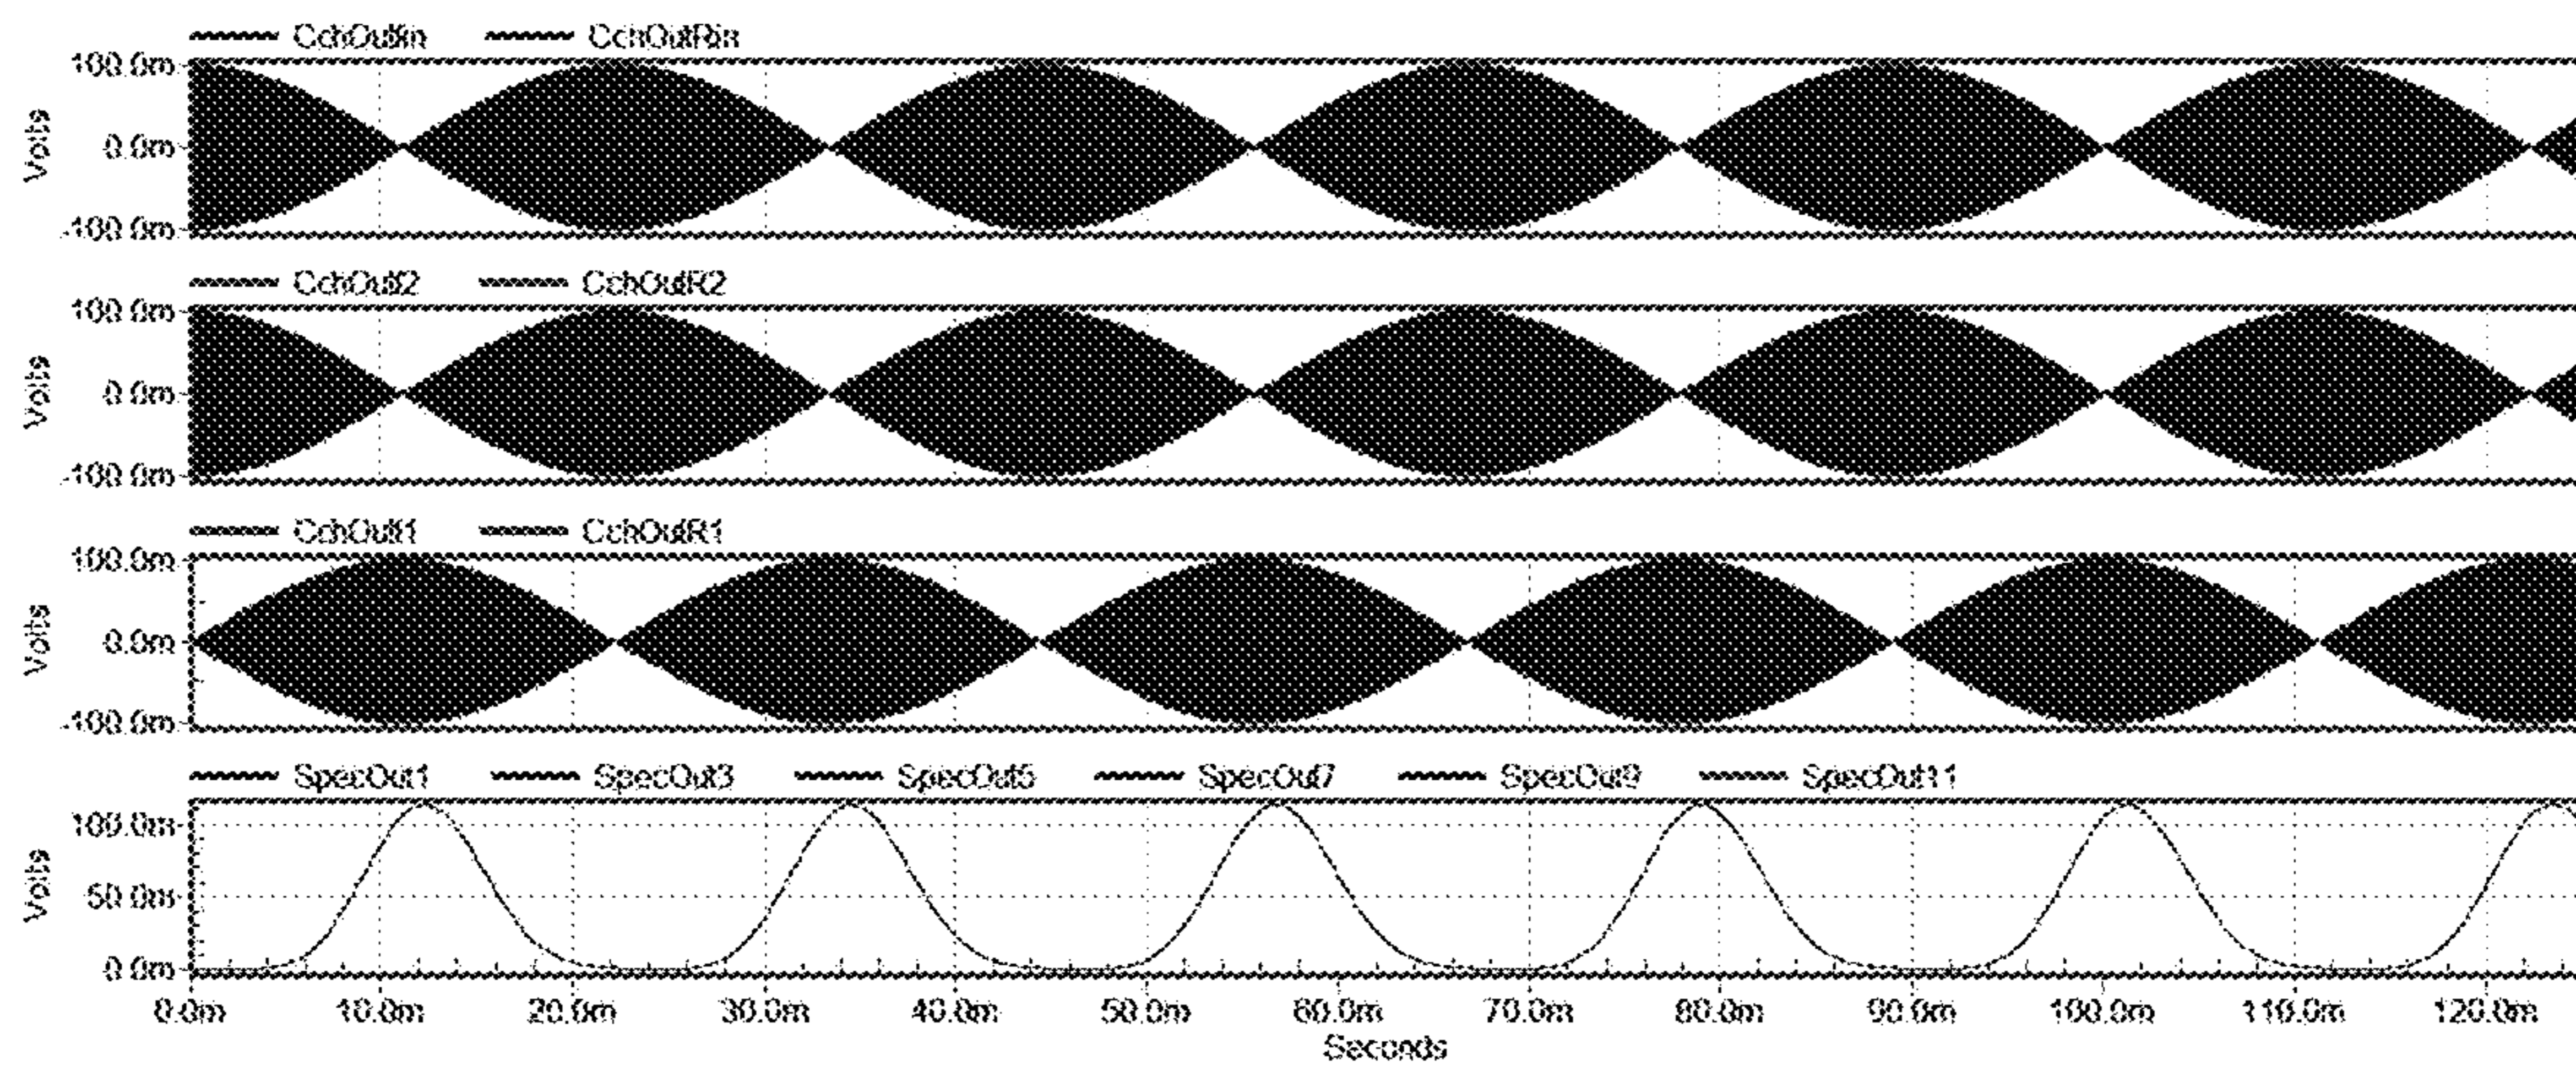 CchOutIin CchOutRin
100.0m
Volts
0.0m
-100.0m
CchOutI2 CchOutR2
100.0m
Volts
0.0m
-100.0m
CchOutI1 CchOutR1
100.0m
Volts
0.0m
-100.0m
SpecOut1 SpecOut3 SpecOut5 SpecOut7 SpecOut9 SpecOut11
100.0m
Volts
50.0m
0.0m
0.0m 10.0m 20.0m 30.0m 40.0m 50.0m 60.0m 70.0m 80.0m 90.0m 100.0m 110.0m 120.0m
Seconds